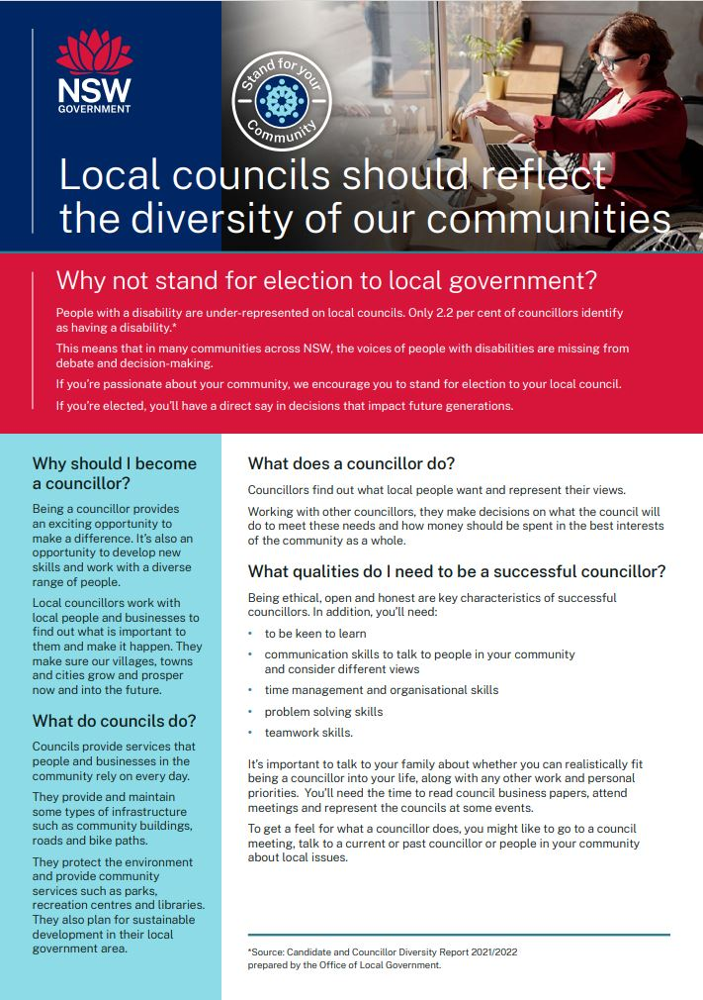 NSW
GOVERNMENT
Stand for your
Community
Local councils should reflect
the diversity of our communities
Why not stand for election to local government?
People with a disability are under-represented on local councils. Only 2.2 per cent of councillors identify
as having a disability.*
This means that in many communities across NSW, the voices of people with disabilities are missing from
debate and decision-making.
If you’re passionate about your community, we encourage you to stand for election to your local council.
If you’re elected, you’ll have a direct say in decisions that impact future generations.
Why should I become
a councillor?
Being a councillor provides
an exciting opportunity to
make a difference. It’s also an
opportunity to develop new
skills and work with a diverse
range of people.
Local councillors work with
local people and businesses to
find out what is important to
them and make it happen. They
make sure our villages, towns
and cities grow and prosper
now and into the future.
What do councils do?
Councils provide services that
people and businesses in the
community rely on every day.
They provide and maintain
some types of infrastructure
such as community buildings,
roads and bike paths.
They protect the environment
and provide community
services such as parks,
recreation centres and libraries.
They also plan for sustainable
development in their local
government area.
What does a councillor do?
Councillors find out what local people want and represent their views.
Working with other councillors, they make decisions on what the council will
do to meet these needs and how money should be spent in the best interests
of the community as a whole.
What qualities do I need to be a successful councillor?
Being ethical, open and honest are key characteristics of successful
councillors. In addition, you’ll need:
• to be keen to learn
• communication skills to talk to people in your community
and consider different views
• time management and organisational skills
• problem solving skills
• teamwork skills.
It’s important to talk to your family about whether you can realistically fit
being a councillor into your life, along with any other work and personal
priorities. You’ll need the time to read council business papers, attend
meetings and represent the councils at some events.
To get a feel for what a councillor does, you might like to go to a council
meeting, talk to a current or past councillor or people in your community
about local issues.
*Source: Candidate and Councillor Diversity Report 2021/2022
prepared by the Office of Local Government.